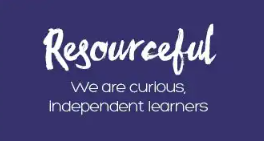 Resourceful
We are curious,
independent learners